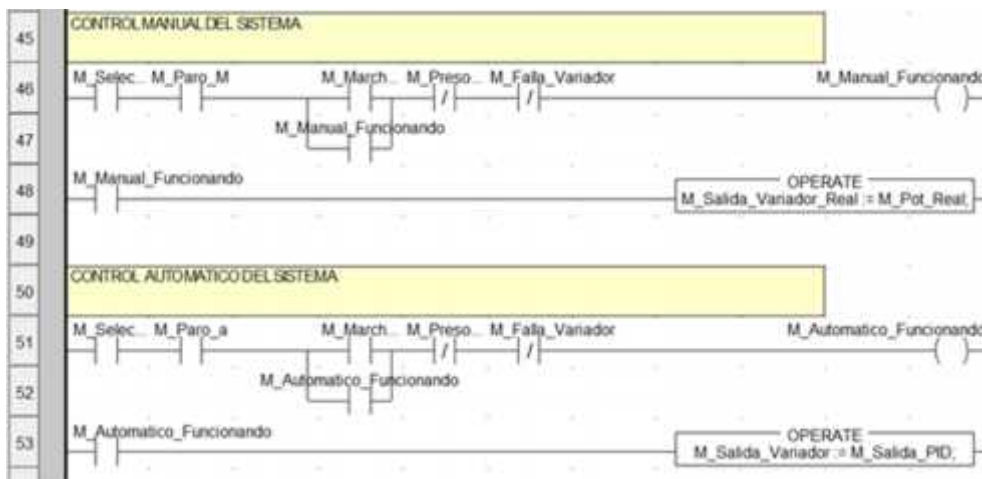 45
CONTROL MANUAL DEL SISTEMA
46
M_Selec... M_Paro_M M_March... M_Preso... M_Falla_Variador M_Manual_Funcionando
47
M_Manual_Funcionando
48
M_Manual_Funcionando
OPERATE
M_Salida_Variador_Real := M_Pot_Real;
49
50
CONTROL AUTOMATICO DEL SISTEMA
51
M_Selec... M_Paro_a M_March... M_Preso... M_Falla_Variador M_Automatico_Funcionando
52
M_Automatico_Funcionando
53
M_Automatico_Funcionando
OPERATE
M_Salida_Variador := M_Salida_PID;